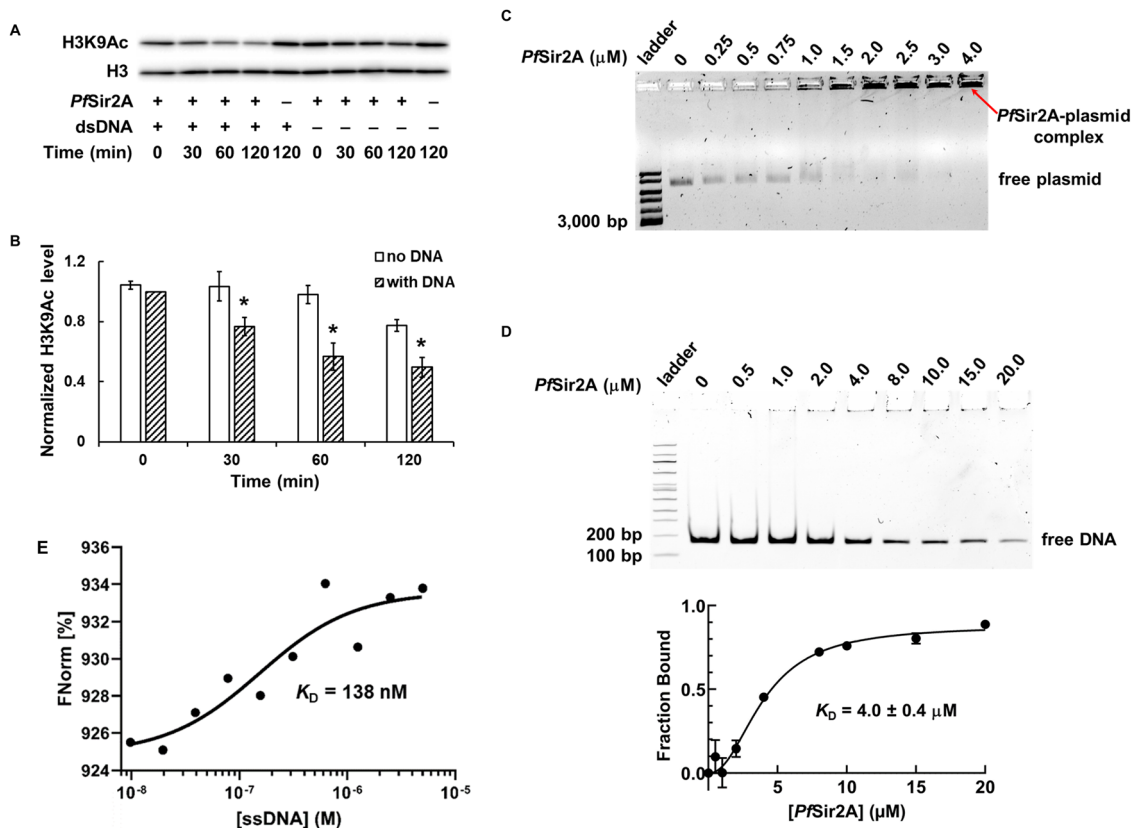 A
H3K9Ac
H3
PfSir2A + + + + – + + + + –
dsDNA + + + + + – – – – –
Time (min) 0 30 60 120 120 0 30 60 120 120
B
Normalized H3K9Ac level
1.2
0.8
0.4
0
no DNA
with DNA
*
*
*
0 30 60 120
Time (min)
C
PfSir2A (μM)
ladder 0 0.25 0.5 0.75 1.0 1.5 2.0 2.5 3.0 4.0
PfSir2A-plasmid
complex
free plasmid
3,000 bp
D
PfSir2A (μM)
ladder 0 0.5 1.0 2.0 4.0 8.0 10.0 15.0 20.0
200 bp
100 bp
free DNA
Fraction Bound
1.0
0.5
0.0
KD = 4.0 ± 0.4 μM
5 10 15 20
[PfSir2A] (μM)
E
FNorm [%]
936
934
932
930
928
926
924
KD = 138 nM
10-8 10-7 10-6 10-5
[ssDNA] (M)